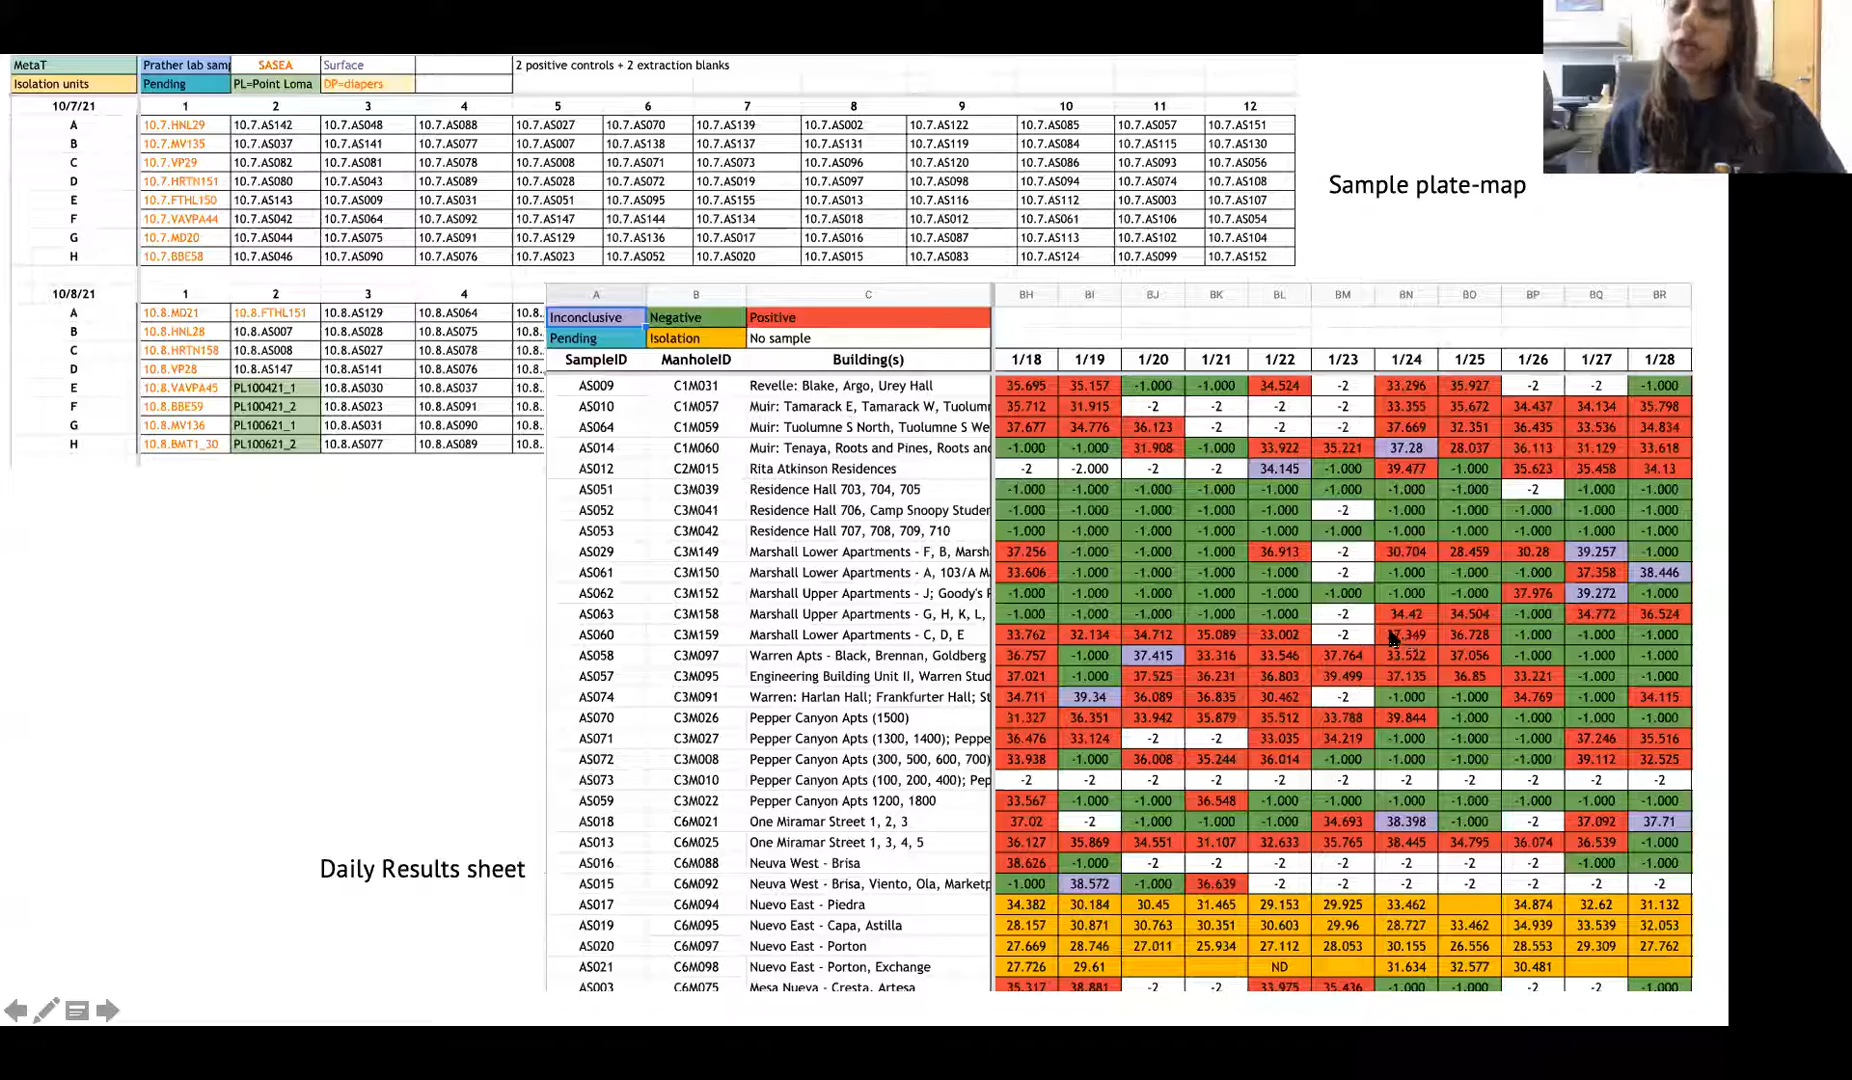 MetaT Prather lab samp SASEA Surface 2 positive controls + 2 extraction blanks
Isolation units Pending PL=Point Loma DP=diapers
10/7/21 1 2 3 4 5 6 7 8 9 10 11 12
A 10.7.HNL29 10.7.AS142 10.7.AS048 10.7.AS088 10.7.AS027 10.7.AS070 10.7.AS139 10.7.AS002 10.7.AS122 10.7.AS085 10.7.AS057 10.7.AS151
B 10.7.MV135 10.7.AS037 10.7.AS141 10.7.AS077 10.7.AS007 10.7.AS138 10.7.AS137 10.7.AS131 10.7.AS119 10.7.AS084 10.7.AS115 10.7.AS130
C 10.7.VP29 10.7.AS082 10.7.AS081 10.7.AS078 10.7.AS008 10.7.AS071 10.7.AS073 10.7.AS096 10.7.AS120 10.7.AS086 10.7.AS093 10.7.AS056
D 10.7.HRTN151 10.7.AS080 10.7.AS043 10.7.AS089 10.7.AS028 10.7.AS072 10.7.AS019 10.7.AS097 10.7.AS098 10.7.AS094 10.7.AS074 10.7.AS108
E 10.7.FTHL150 10.7.AS143 10.7.AS009 10.7.AS031 10.7.AS051 10.7.AS095 10.7.AS155 10.7.AS013 10.7.AS116 10.7.AS112 10.7.AS003 10.7.AS107
F 10.7.VAVPA44 10.7.AS042 10.7.AS064 10.7.AS092 10.7.AS147 10.7.AS144 10.7.AS134 10.7.AS018 10.7.AS012 10.7.AS061 10.7.AS106 10.7.AS054
G 10.7.MD20 10.7.AS044 10.7.AS075 10.7.AS091 10.7.AS129 10.7.AS136 10.7.AS017 10.7.AS016 10.7.AS087 10.7.AS113 10.7.AS102 10.7.AS104
H 10.7.BBE58 10.7.AS046 10.7.AS090 10.7.AS076 10.7.AS023 10.7.AS052 10.7.AS020 10.7.AS015 10.7.AS083 10.7.AS124 10.7.AS099 10.7.AS152
Sample plate-map
10/8/21 1 2 3 4
A 10.8.MD21 10.8.FTHL151 10.8.AS129 10.8.AS064 10.8.
B 10.8.HNL28 10.8.AS007 10.8.AS028 10.8.AS075 10.8.
C 10.8.HRTN158 10.8.AS008 10.8.AS027 10.8.AS078 10.8.
D 10.8.VP28 10.8.AS147 10.8.AS141 10.8.AS076 10.8.
E 10.8.VAVPA45 PL100421_1 10.8.AS030 10.8.AS037 10.8.
F 10.8.BBE59 PL100421_2 10.8.AS023 10.8.AS091 10.8.
G 10.8.MV136 PL100621_1 10.8.AS031 10.8.AS090 10.8.
H 10.8.BMT1_30 PL100621_2 10.8.AS077 10.8.AS089 10.8.
A B C BH BI BJ BK BL BM BN BO BP BQ BR
Inconclusive Negative Positive
Pending Isolation No sample
SampleID ManholeID Building(s) 1/18 1/19 1/20 1/21 1/22 1/23 1/24 1/25 1/26 1/27 1/28
AS009 C1M031 Revelle: Blake, Argo, Urey Hall 35.695 35.157 -1.000 -1.000 34.524 -2 33.296 35.927 -2 -2 -1.000
AS010 C1M057 Muir: Tamarack E, Tamarack W, Tuolumn 35.712 31.915 -2 -2 -2 -2 33.355 35.672 34.437 34.134 35.798
AS064 C1M059 Muir: Tuolumne S North, Tuolumne S We 37.677 34.776 36.123 -2 -2 -2 37.669 32.351 36.435 33.536 34.834
AS014 C1M060 Muir: Tenaya, Roots and Pines, Roots and -1.000 -1.000 31.908 -1.000 33.922 35.221 37.28 28.037 36.113 31.129 33.618
AS012 C2M015 Rita Atkinson Residences -2 -2.000 -2 -2 34.145 -1.000 39.477 -1.000 35.623 35.458 34.13
AS051 C3M039 Residence Hall 703, 704, 705 -1.000 -1.000 -1.000 -1.000 -1.000 -1.000 -1.000 -1.000 -2 -1.000 -1.000
AS052 C3M041 Residence Hall 706, Camp Snoopy Studen -1.000 -1.000 -1.000 -1.000 -1.000 -2 -1.000 -1.000 -1.000 -1.000 -1.000
AS053 C3M042 Residence Hall 707, 708, 709, 710 -1.000 -1.000 -1.000 -1.000 -1.000 -1.000 -1.000 -1.000 -1.000 -1.000 -1.000
AS029 C3M149 Marshall Lower Apartments - F, B, Marsh 37.256 -1.000 -1.000 -1.000 36.913 -2 30.704 28.459 30.28 39.257 -1.000
AS061 C3M150 Marshall Lower Apartments - A, 103/A M 33.606 -1.000 -1.000 -1.000 -1.000 -2 -1.000 -1.000 -1.000 37.358 38.446
AS062 C3M152 Marshall Upper Apartments - J; Goody's -1.000 -1.000 -1.000 -1.000 -1.000 -1.000 -1.000 -1.000 37.976 39.272 -1.000
AS063 C3M158 Marshall Upper Apartments - G, H, K, L, -1.000 -1.000 -1.000 -1.000 -1.000 -2 34.42 34.504 -1.000 34.772 36.524
AS060 C3M159 Marshall Lower Apartments - C, D, E 33.762 32.134 34.712 35.089 33.002 -2 36.728 -1.000 -1.000 -1.000
AS058 C3M097 Warren Apts - Black, Brennan, Goldberg 36.757 -1.000 37.415 33.316 33.546 37.764 33.522 37.056 -1.000 -1.000 -1.000
AS057 C3M095 Engineering Building Unit II, Warren Stud 37.021 -1.000 37.525 36.231 36.803 39.499 37.135 36.85 33.221 -1.000 -1.000
AS074 C3M091 Warren: Harlan Hall; Frankfurter Hall; St 34.711 39.34 36.089 36.835 30.462 -2 -1.000 -1.000 34.769 -1.000 34.115
AS070 C3M026 Pepper Canyon Apts (1500) 31.327 36.351 33.942 35.879 35.512 33.788 39.844 -1.000 -1.000 -1.000 -1.000
AS071 C3M027 Pepper Canyon Apts (1300, 1400); Peppe 36.476 33.124 -2 -2 33.035 34.219 -1.000 -1.000 -1.000 37.246 35.516
AS072 C3M008 Pepper Canyon Apts (300, 500, 600, 700) 33.938 -1.000 36.008 35.244 36.014 -1.000 -1.000 -1.000 -1.000 39.112 32.525
AS073 C3M010 Pepper Canyon Apts (100, 200, 400); Pep -2 -2 -2 -2 -2 -2 -2 -2 -2 -2 -2
AS059 C3M022 Pepper Canyon Apts 1200, 1800 33.567 -1.000 -1.000 36.548 -1.000 -1.000 -1.000 -1.000 -1.000 -1.000 -1.000
AS018 C6M021 One Miramar Street 1, 2, 3 37.02 -2 -1.000 -1.000 -1.000 34.693 38.398 -1.000 -2 37.092 37.71
AS013 C6M025 One Miramar Street 1, 3, 4, 5 36.127 35.869 34.551 31.107 32.633 35.765 38.445 34.795 36.074 36.539 -1.000
AS016 C6M088 Neuva West - Brisa 38.626 -1.000 -2 -2 -2 -2 -2 -2 -2 -1.000 -1.000
AS015 C6M092 Neuva West - Brisa, Viento, Ola, Marketp -1.000 38.572 -1.000 36.639 -2 -2 -2 -2 -2 -2 -2
AS017 C6M094 Nuevo East - Piedra 34.382 30.184 30.45 31.465 29.153 29.925 33.462 34.874 32.62 31.132
AS019 C6M095 Nuevo East - Capa, Astilla 28.157 30.871 30.763 30.351 30.603 29.96 28.727 33.462 34.939 33.539 32.053
AS020 C6M097 Nuevo East - Porton 27.669 28.746 27.011 25.934 27.112 28.053 30.155 26.556 28.553 29.309 27.762
AS021 C6M098 Nuevo East - Porton, Exchange 27.726 29.61 ND 31.634 32.577 30.481
AS003 C6M075 Mesa Nueva - Cresta, Artesa 35.317 38.881 -2 -2 33.975 35.436 -1.000 -1.000 -2 -2 -1.000
Daily Results sheet